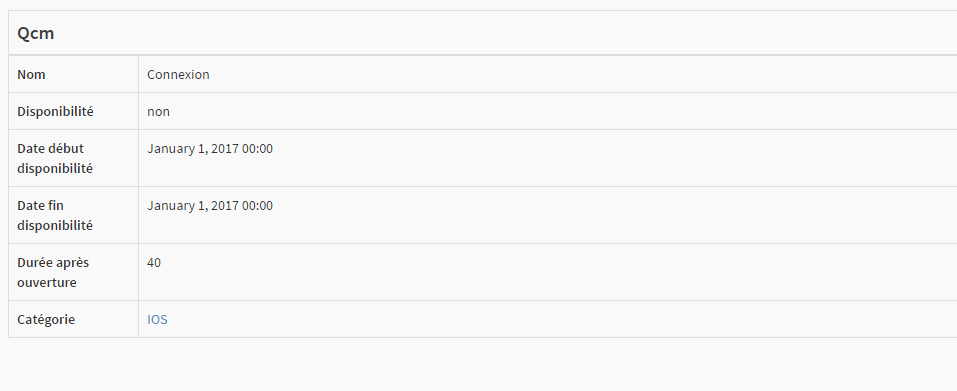 Qcm
Nom Connexion
Disponibilité non
Date début January 1, 2017 00:00
disponibilité
Date fin January 1, 2017 00:00
disponibilité
Durée après 40
ouverture
Catégorie IOS